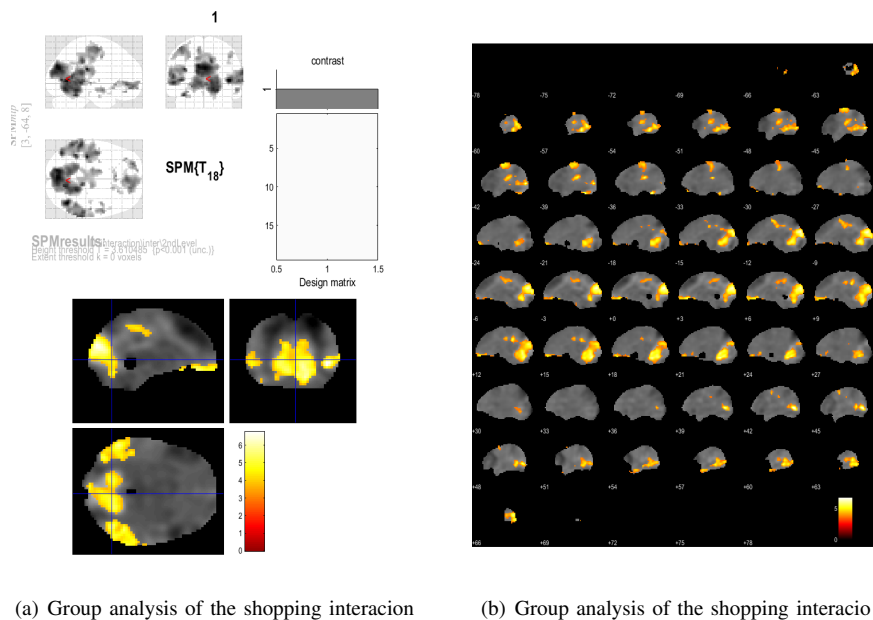 1
contrast
1
SPMmip
[3, -64, 8]
SPM{T18}
5
10
15
0.5 1 1.5
Design matrix
SPMresults: \inter\2ndLevel
Height threshold T = 3.610485 {p<0.001 (unc.)}
Extent threshold k = 0 voxels
6
5
4
3
2
1
0
(a) Group analysis of the shopping interacion
-78 -75 -72 -69 -66 -63
-60 -57 -54 -51 -48 -45
-42 -39 -36 -33 -30 -27
-24 -21 -18 -15 -12 -9
-6 -3 +0 +3 +6 +9
+12 +15 +18 +21 +24 +27
+30 +33 +36 +39 +42 +45
+48 +51 +54 +57 +60 +63
5
0
+66 +69 +72 +75 +78
(b) Group analysis of the shopping interacio